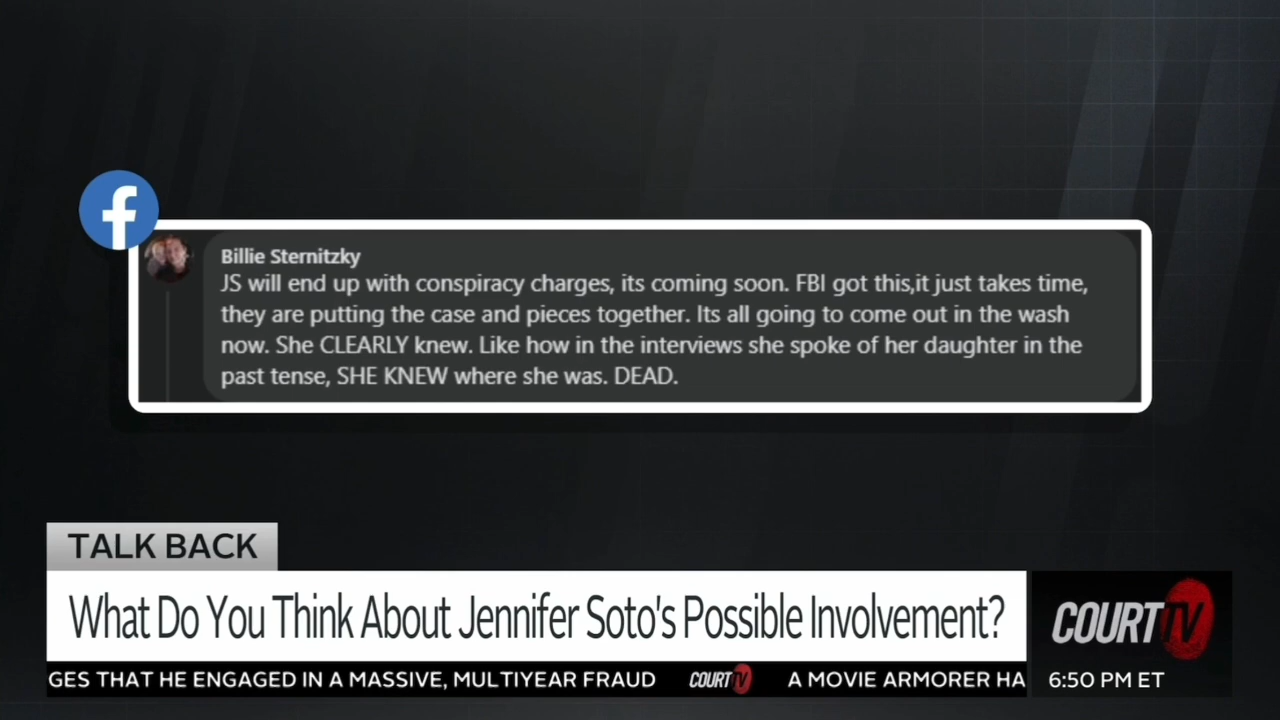 f
Billie Sternitzky
JS will end up with conspiracy charges, its coming soon. FBI got this,it just takes time,
they are putting the case and pieces together. Its all going to come out in the wash
now. She CLEARLY knew. Like how in the interviews she spoke of her daughter in the
past tense, SHE KNEW where she was. DEAD.
TALK BACK
What Do You Think About Jennifer Soto's Possible Involvement?
COURT TV
GES THAT HE ENGAGED IN A MASSIVE, MULTIYEAR FRAUD COURT TV A MOVIE ARMORER HA
6:50 PM ET